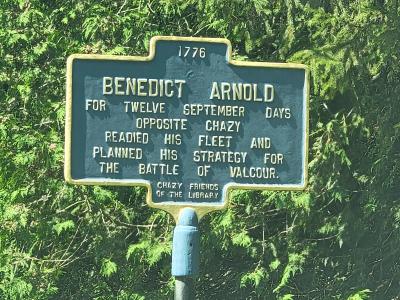 1776
BENEDICT ARNOLD
FOR TWELVE SEPTEMBER DAYS
OPPOSITE CHAZY
READIED HIS FLEET AND
PLANNED HIS STRATEGY FOR
THE BATTLE OF VALCOUR.
CHAZY FRIENDS
OF THE LIBRARY